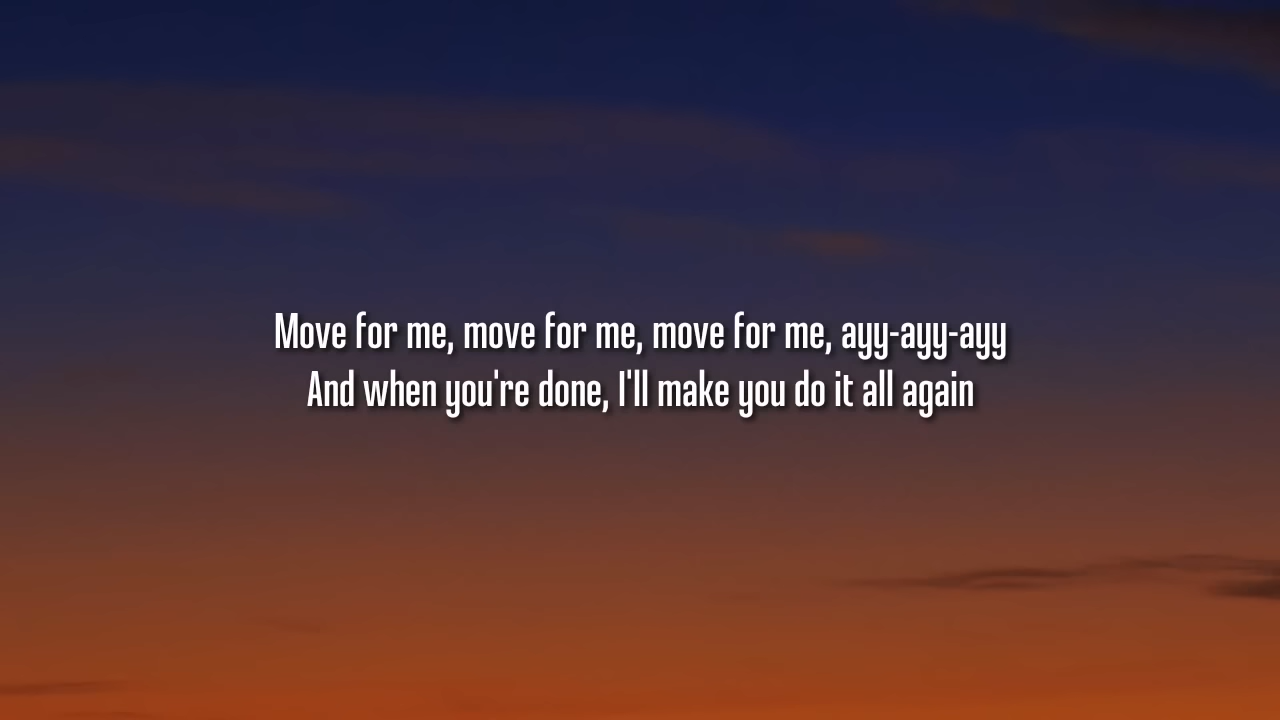 Move for me, move for me, move for me, ayy-ayy-ayy
And when you're done, I'll make you do it all again